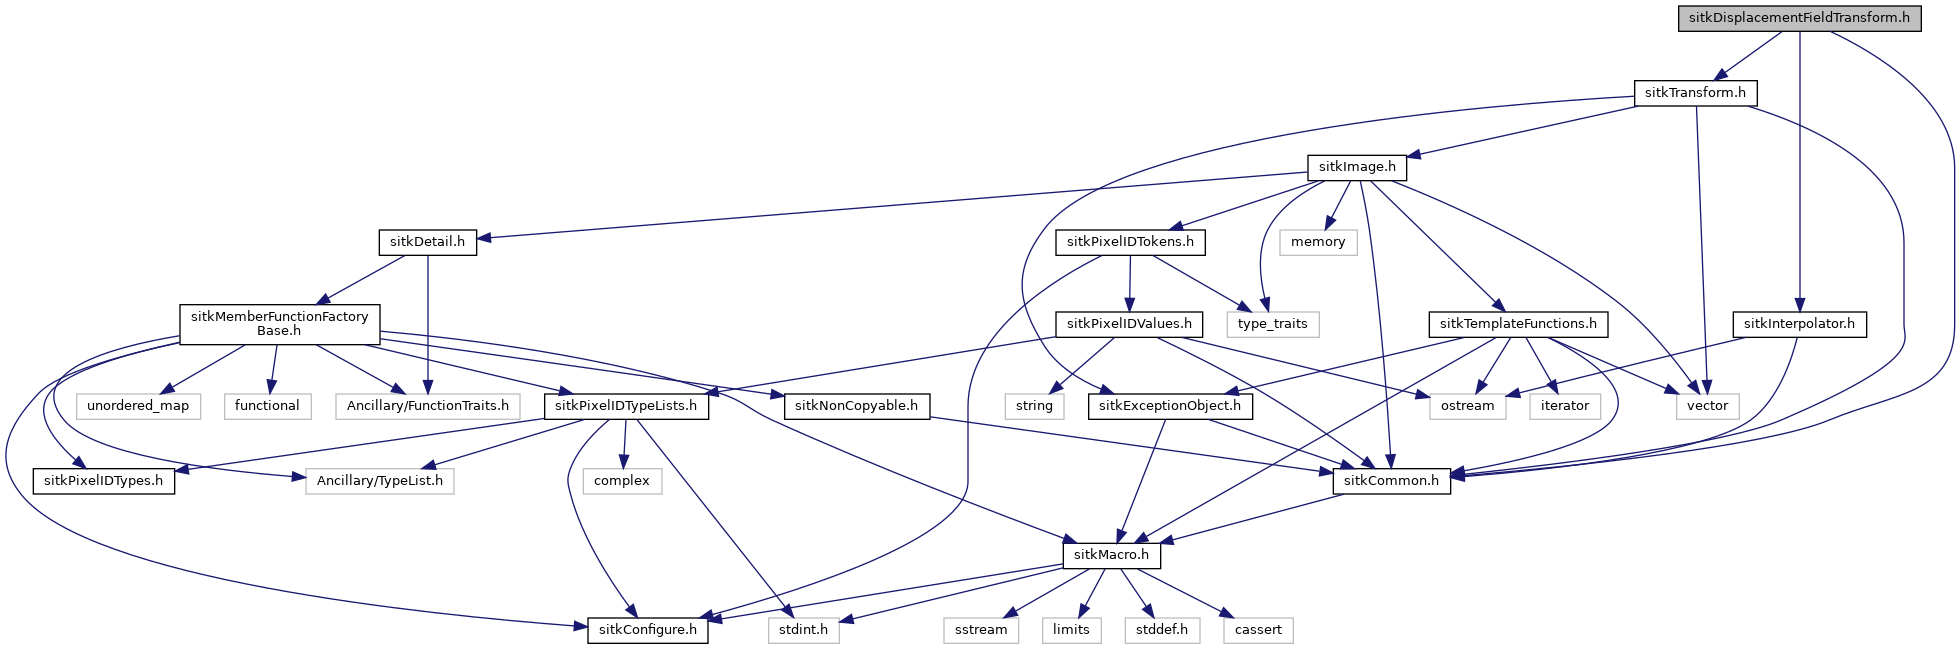 sitkDisplacementFieldTransform.h
sitkTransform.h
sitkImage.h
sitkDetail.h
sitkPixelIDTokens.h
memory
sitkMemberFunctionFactory
Base.h
sitkPixelIDValues.h
type_traits
sitkTemplateFunctions.h
sitkInterpolator.h
unordered_map
functional
Ancillary/FunctionTraits.h
sitkPixelIDTypeLists.h
sitkNonCopyable.h
string
sitkExceptionObject.h
ostream
iterator
vector
sitkPixelIDTypes.h
Ancillary/TypeList.h
complex
sitkCommon.h
sitkMacro.h
sitkConfigure.h
stdint.h
sstream
limits
stddef.h
cassert